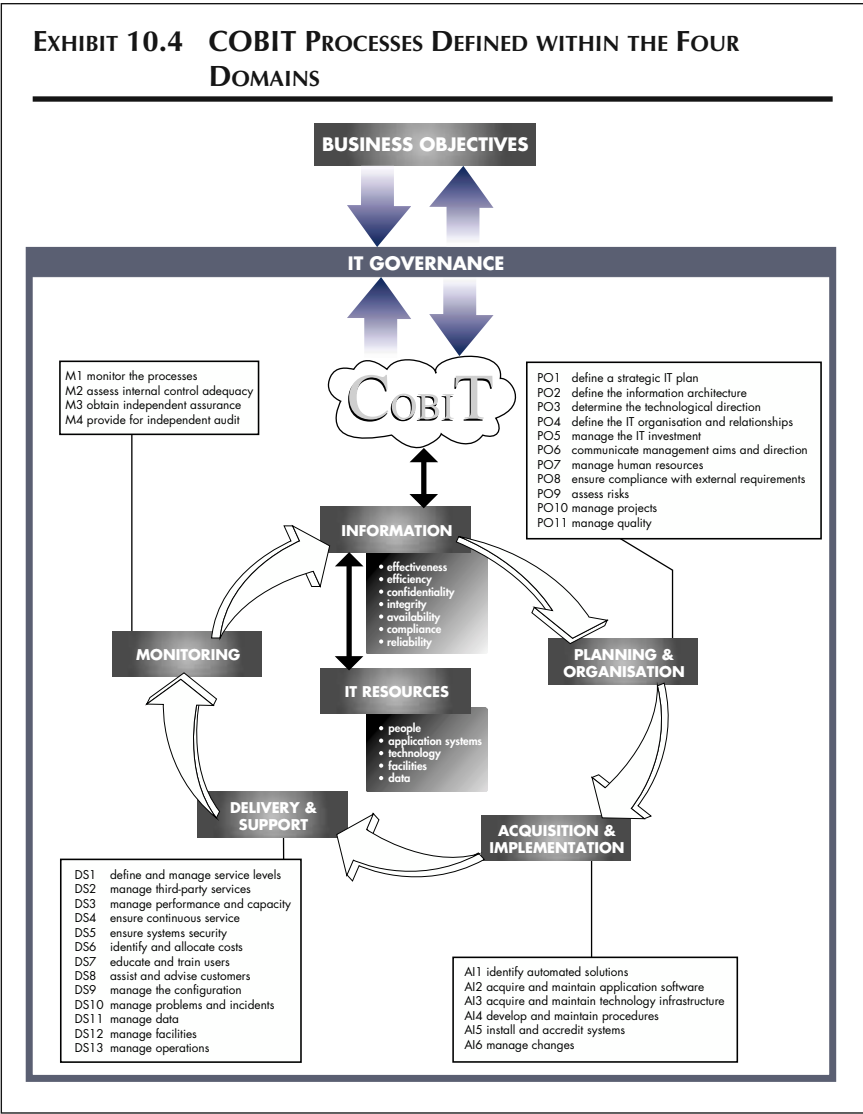 EXHIBIT 10.4 COBIT PROCESSES DEFINED WITHIN THE FOUR
DOMAINS
BUSINESS OBJECTIVES
IT GOVERNANCE
COBIT
M1 monitor the processes
M2 assess internal control adequacy
M3 obtain independent assurance
M4 provide for independent audit
PO1 define a strategic IT plan
PO2 define the information architecture
PO3 determine the technological direction
PO4 define the IT organisation and relationships
PO5 manage the IT investment
PO6 communicate management aims and direction
PO7 manage human resources
PO8 ensure compliance with external requirements
PO9 assess risks
PO10 manage projects
PO11 manage quality
INFORMATION
• effectiveness
• efficiency
• confidentiality
• integrity
• availability
• compliance
• reliability
MONITORING
PLANNING &
ORGANISATION
IT RESOURCES
• people
• application systems
• technology
• facilities
• data
DELIVERY &
SUPPORT
ACQUISITION &
IMPLEMENTATION
DS1 define and manage service levels
DS2 manage third-party services
DS3 manage performance and capacity
DS4 ensure continuous service
DS5 ensure systems security
DS6 identify and allocate costs
DS7 educate and train users
DS8 assist and advise customers
DS9 manage the configuration
DS10 manage problems and incidents
DS11 manage data
DS12 manage facilities
DS13 manage operations
AI1 identify automated solutions
AI2 acquire and maintain application software
AI3 acquire and maintain technology infrastructure
AI4 develop and maintain procedures
AI5 install and accredit systems
AI6 manage changes